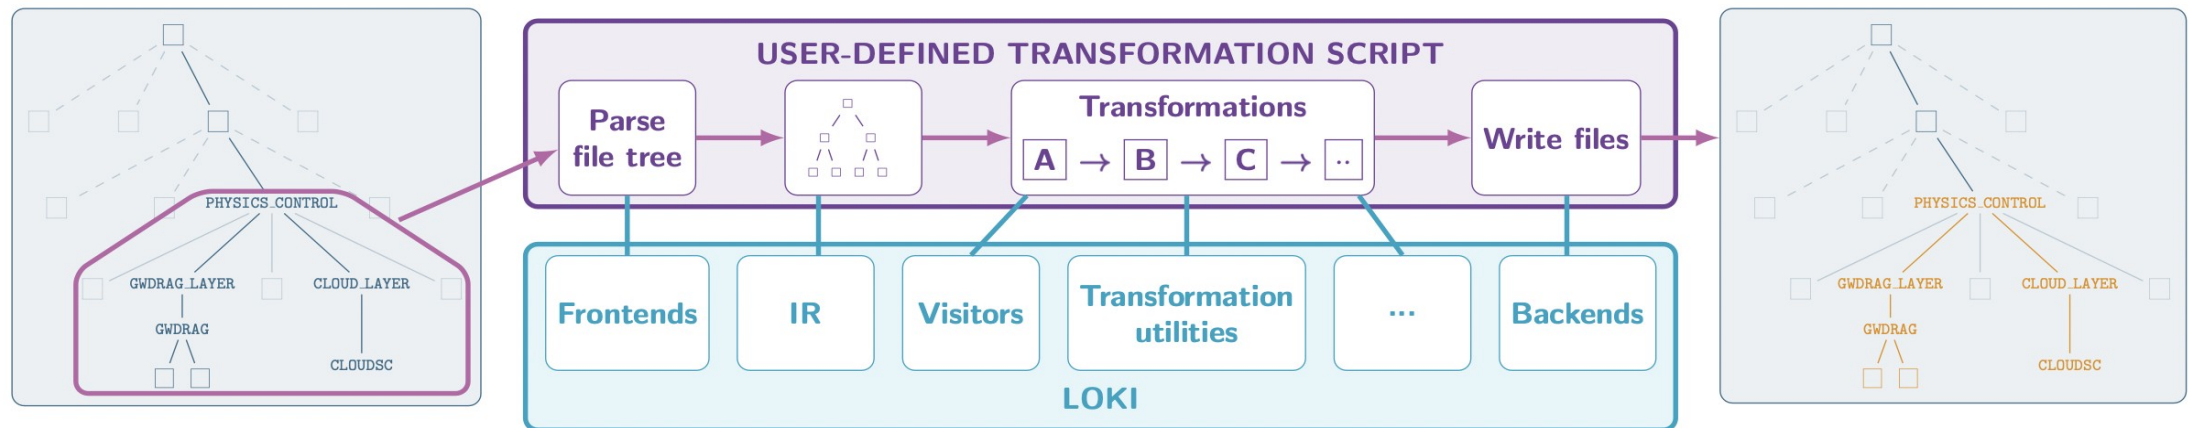 PHYSICS_CONTROL
GWDRAG_LAYER
CLOUD_LAYER
GWDRAG
CLOUDSC
USER-DEFINED TRANSFORMATION SCRIPT
Parse
file tree
Transformations
A → B → C → ..
Write files
Frontends
IR
Visitors
Transformation
utilities
...
Backends
LOKI
PHYSICS_CONTROL
GWDRAG_LAYER
CLOUD_LAYER
GWDRAG
CLOUDSC